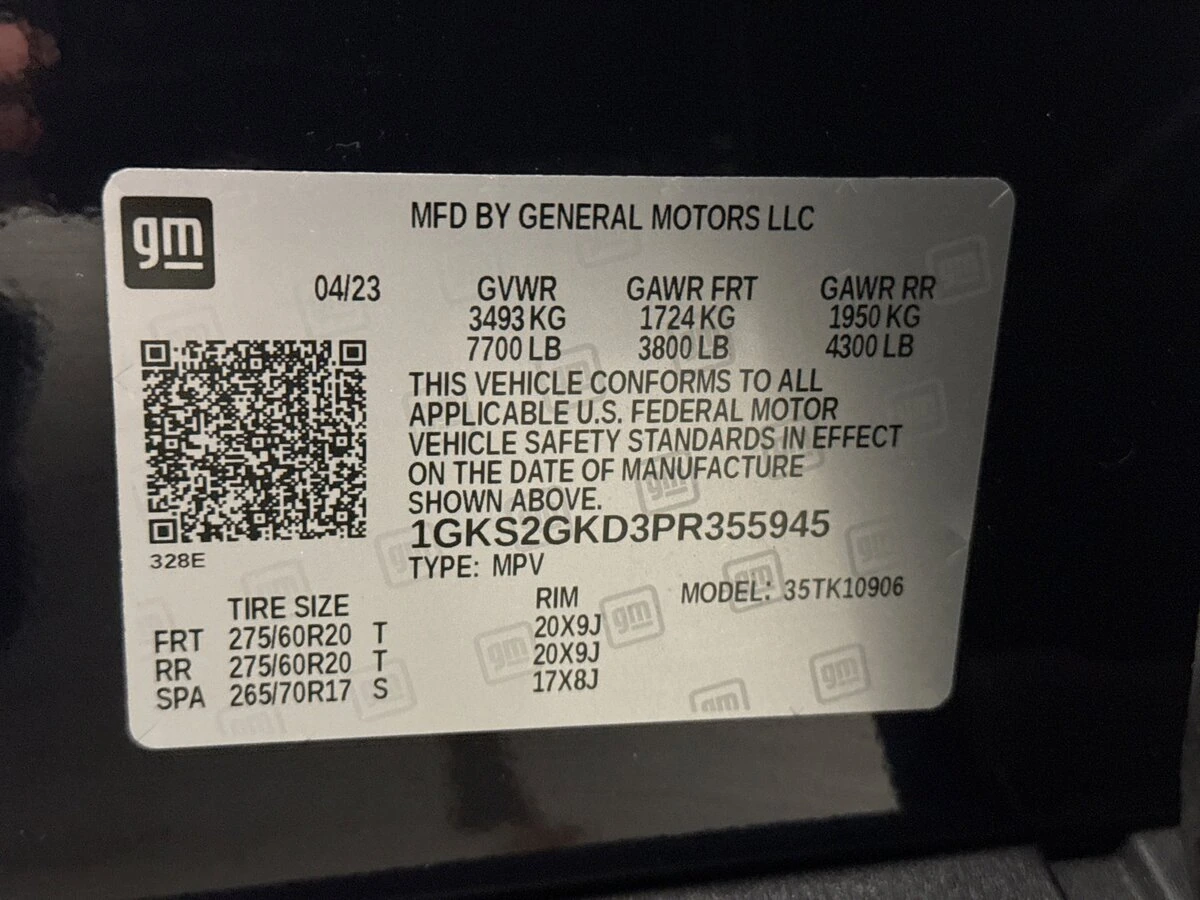 gm
MFD BY GENERAL MOTORS LLC
04/23 GVWR GAWR FRT GAWR RR
3493 KG 1724 KG 1950 KG
7700 LB 3800 LB 4300 LB
THIS VEHICLE CONFORMS TO ALL
APPLICABLE U.S. FEDERAL MOTOR
VEHICLE SAFETY STANDARDS IN EFFECT
ON THE DATE OF MANUFACTURE
SHOWN ABOVE.
1GKS2GKD3PR355945
328E
TYPE: MPV
MODEL: 35TK10906
TIRE SIZE RIM
FRT 275/60R20 T 20X9J
RR 275/60R20 T 20X9J
SPA 265/70R17 S 17X8J